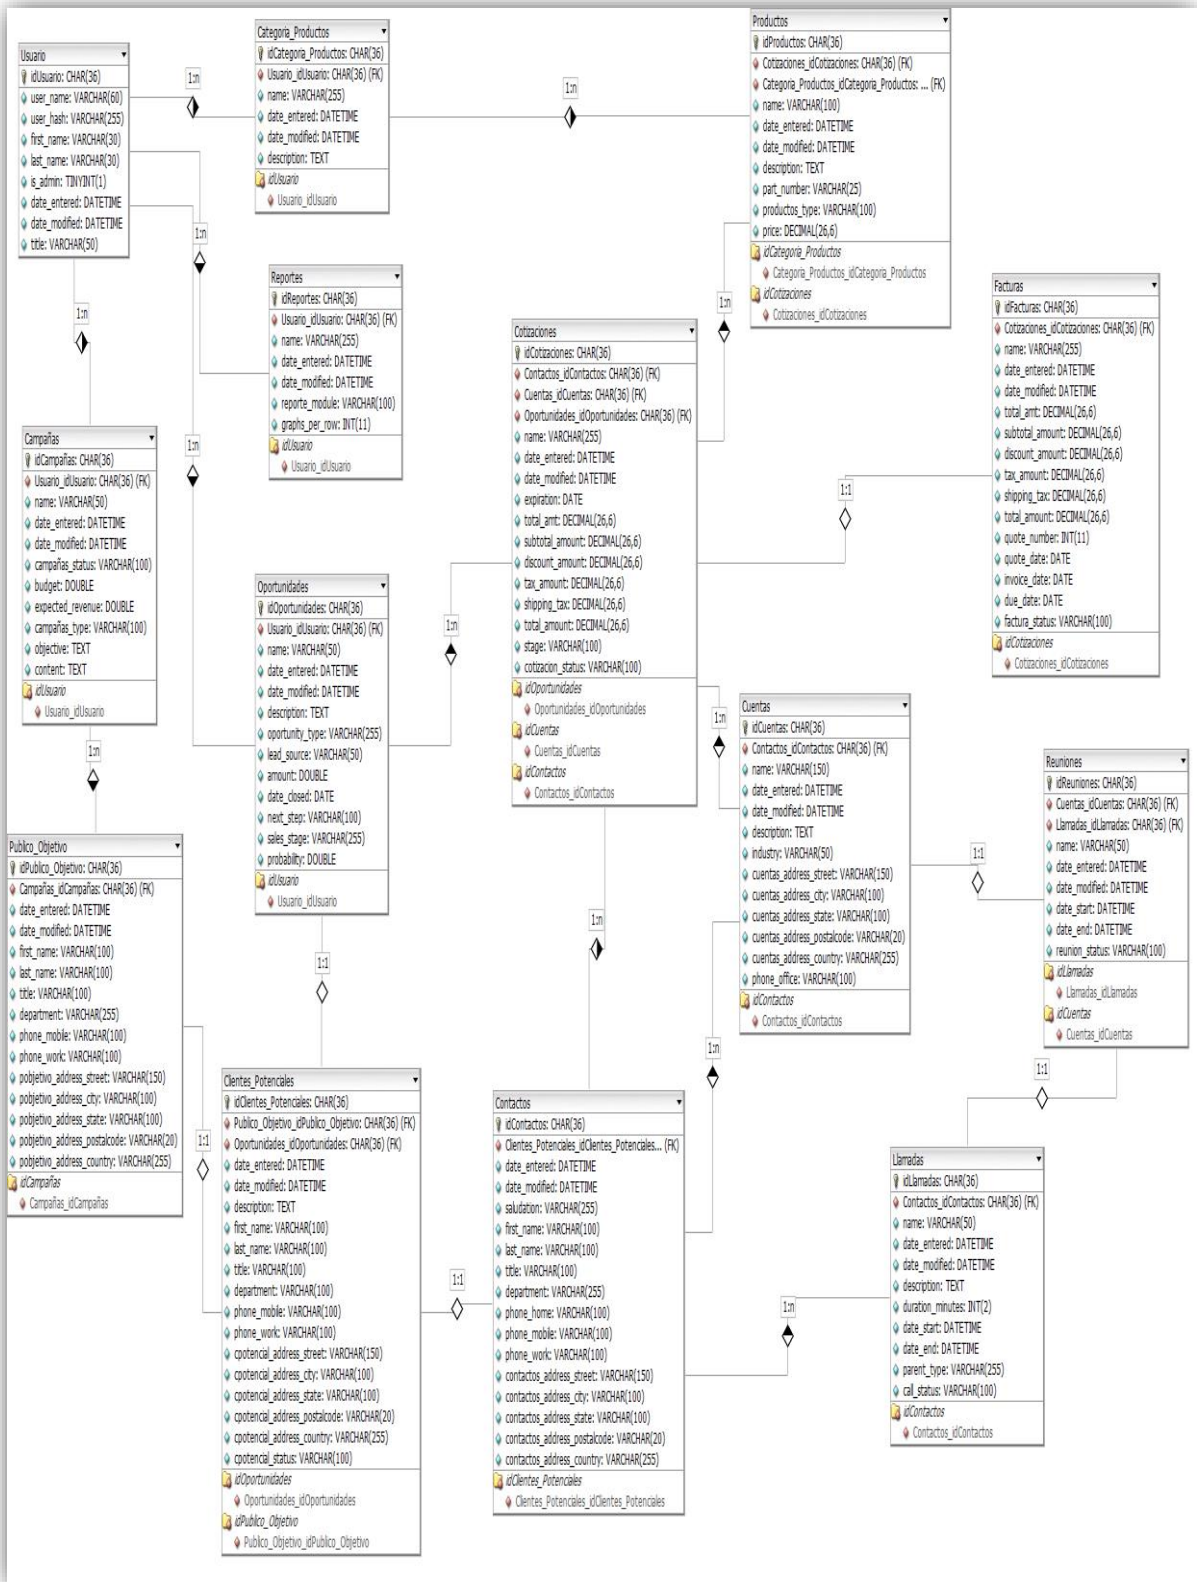 Usuario
idUsuario: CHAR(36)
user_name: VARCHAR(60)
user_hash: VARCHAR(255)
first_name: VARCHAR(30)
last_name: VARCHAR(30)
is_admin: TINYINT(1)
date_entered: DATETIME
date_modified: DATETIME
title: VARCHAR(50)
1:n
Categoria_Productos
idCategoria_Productos: CHAR(36)
Usuario_idUsuario: CHAR(36) (FK)
name: VARCHAR(255)
date_entered: DATETIME
date_modified: DATETIME
description: TEXT
idUsuario
Usuario_idUsuario
1:n
Productos
idProductos: CHAR(36)
Cotizaciones_idCotizaciones: CHAR(36) (FK)
Categoria_Productos_idCategoria_Productos: ... (FK)
name: VARCHAR(100)
date_entered: DATETIME
date_modified: DATETIME
description: TEXT
part_number: VARCHAR(25)
productos_type: VARCHAR(100)
price: DECIMAL(26,6)
idCategoria_Productos
Categoria_Productos_idCategoria_Productos
idCotizaciones
Cotizaciones_idCotizaciones
1:n
1:n
Reportes
idReportes: CHAR(36)
Usuario_idUsuario: CHAR(36) (FK)
name: VARCHAR(255)
date_entered: DATETIME
date_modified: DATETIME
reporte_module: VARCHAR(100)
graphs_per_row: INT(11)
idUsuario
Usuario_idUsuario
1:n
Cotizaciones
idCotizaciones: CHAR(36)
Contactos_idContactos: CHAR(36) (FK)
Cuentas_idCuentas: CHAR(36) (FK)
Oportunidades_idOportunidades: CHAR(36) (FK)
name: VARCHAR(255)
date_entered: DATETIME
date_modified: DATETIME
expiration: DATE
total_amt: DECIMAL(26,6)
subtotal_amount: DECIMAL(26,6)
discount_amount: DECIMAL(26,6)
tax_amount: DECIMAL(26,6)
shipping_tax: DECIMAL(26,6)
total_amount: DECIMAL(26,6)
stage: VARCHAR(100)
cotizacion_status: VARCHAR(100)
idOportunidades
Oportunidades_idOportunidades
idCuentas
Cuentas_idCuentas
idContactos
Contactos_idContactos
Facturas
idFacturas: CHAR(36)
Cotizaciones_idCotizaciones: CHAR(36) (FK)
name: VARCHAR(255)
date_entered: DATETIME
date_modified: DATETIME
total_amt: DECIMAL(26,6)
subtotal_amount: DECIMAL(26,6)
discount_amount: DECIMAL(26,6)
tax_amount: DECIMAL(26,6)
shipping_tax: DECIMAL(26,6)
total_amount: DECIMAL(26,6)
quote_number: INT(11)
quote_date: DATE
invoice_date: DATE
due_date: DATE
factura_status: VARCHAR(100)
idCotizaciones
Cotizaciones_idCotizaciones
1:1
Campañas
idCampañas: CHAR(36)
Usuario_idUsuario: CHAR(36) (FK)
name: VARCHAR(50)
date_entered: DATETIME
date_modified: DATETIME
campañas_status: VARCHAR(100)
budget: DOUBLE
expected_revenue: DOUBLE
campañas_type: VARCHAR(100)
objective: TEXT
content: TEXT
idUsuario
Usuario_idUsuario
1:n
1:n
Oportunidades
idOportunidades: CHAR(36)
Usuario_idUsuario: CHAR(36) (FK)
name: VARCHAR(50)
date_entered: DATETIME
date_modified: DATETIME
description: TEXT
oportunity_type: VARCHAR(255)
lead_source: VARCHAR(50)
amount: DOUBLE
date_closed: DATE
next_step: VARCHAR(100)
sales_stage: VARCHAR(255)
probability: DOUBLE
idUsuario
Usuario_idUsuario
1:n
1:n
Cuentas
idCuentas: CHAR(36)
Contactos_idContactos: CHAR(36) (FK)
name: VARCHAR(150)
date_entered: DATETIME
date_modified: DATETIME
description: TEXT
industry: VARCHAR(50)
cuentas_address_street: VARCHAR(150)
cuentas_address_city: VARCHAR(100)
cuentas_address_state: VARCHAR(100)
cuentas_address_postalcode: VARCHAR(20)
cuentas_address_country: VARCHAR(255)
phone_office: VARCHAR(100)
idContactos
Contactos_idContactos
1:1
Reuniones
idReuniones: CHAR(36)
Cuentas_idCuentas: CHAR(36) (FK)
Llamadas_idLlamadas: CHAR(36) (FK)
name: VARCHAR(50)
date_entered: DATETIME
date_modified: DATETIME
date_start: DATETIME
date_end: DATETIME
reunion_status: VARCHAR(100)
idLlamadas
Llamadas_idLlamadas
idCuentas
Cuentas_idCuentas
Publico_Objetivo
idPublico_Objetivo: CHAR(36)
Campañas_idCampañas: CHAR(36) (FK)
date_entered: DATETIME
date_modified: DATETIME
first_name: VARCHAR(100)
last_name: VARCHAR(100)
title: VARCHAR(100)
department: VARCHAR(255)
phone_mobile: VARCHAR(100)
phone_work: VARCHAR(100)
pobjetivo_address_street: VARCHAR(150)
pobjetivo_address_city: VARCHAR(100)
pobjetivo_address_state: VARCHAR(100)
pobjetivo_address_postalcode: VARCHAR(20)
pobjetivo_address_country: VARCHAR(255)
idCampañas
Campañas_idCampañas
1:1
1:1
1:n
1:n
1:1
Clientes_Potenciales
idClientes_Potenciales: CHAR(36)
Publico_Objetivo_idPublico_Objetivo: CHAR(36) (FK)
Oportunidades_idOportunidades: CHAR(36) (FK)
date_entered: DATETIME
date_modified: DATETIME
description: TEXT
first_name: VARCHAR(100)
last_name: VARCHAR(100)
title: VARCHAR(100)
department: VARCHAR(100)
phone_mobile: VARCHAR(100)
phone_work: VARCHAR(100)
cpotencial_address_street: VARCHAR(150)
cpotencial_address_city: VARCHAR(100)
cpotencial_address_state: VARCHAR(100)
cpotencial_address_postalcode: VARCHAR(20)
cpotencial_address_country: VARCHAR(255)
cpotencial_status: VARCHAR(100)
idOportunidades
Oportunidades_idOportunidades
idPublico_Objetivo
Publico_Objetivo_idPublico_Objetivo
1:1
Contactos
idContactos: CHAR(36)
Clientes_Potenciales_idClientes_Potenciales... (FK)
date_entered: DATETIME
date_modified: DATETIME
saludation: VARCHAR(255)
first_name: VARCHAR(100)
last_name: VARCHAR(100)
title: VARCHAR(100)
department: VARCHAR(255)
phone_home: VARCHAR(100)
phone_mobile: VARCHAR(100)
phone_work: VARCHAR(100)
contactos_address_street: VARCHAR(150)
contactos_address_city: VARCHAR(100)
contactos_address_state: VARCHAR(100)
contactos_address_postalcode: VARCHAR(20)
contactos_address_country: VARCHAR(255)
idClientes_Potenciales
Clientes_Potenciales_idClientes_Potenciales
1:n
Llamadas
idLlamadas: CHAR(36)
Contactos_idContactos: CHAR(36) (FK)
name: VARCHAR(50)
date_entered: DATETIME
date_modified: DATETIME
description: TEXT
duration_minutes: INT(2)
date_start: DATETIME
date_end: DATETIME
parent_type: VARCHAR(255)
call_status: VARCHAR(100)
idContactos
Contactos_idContactos